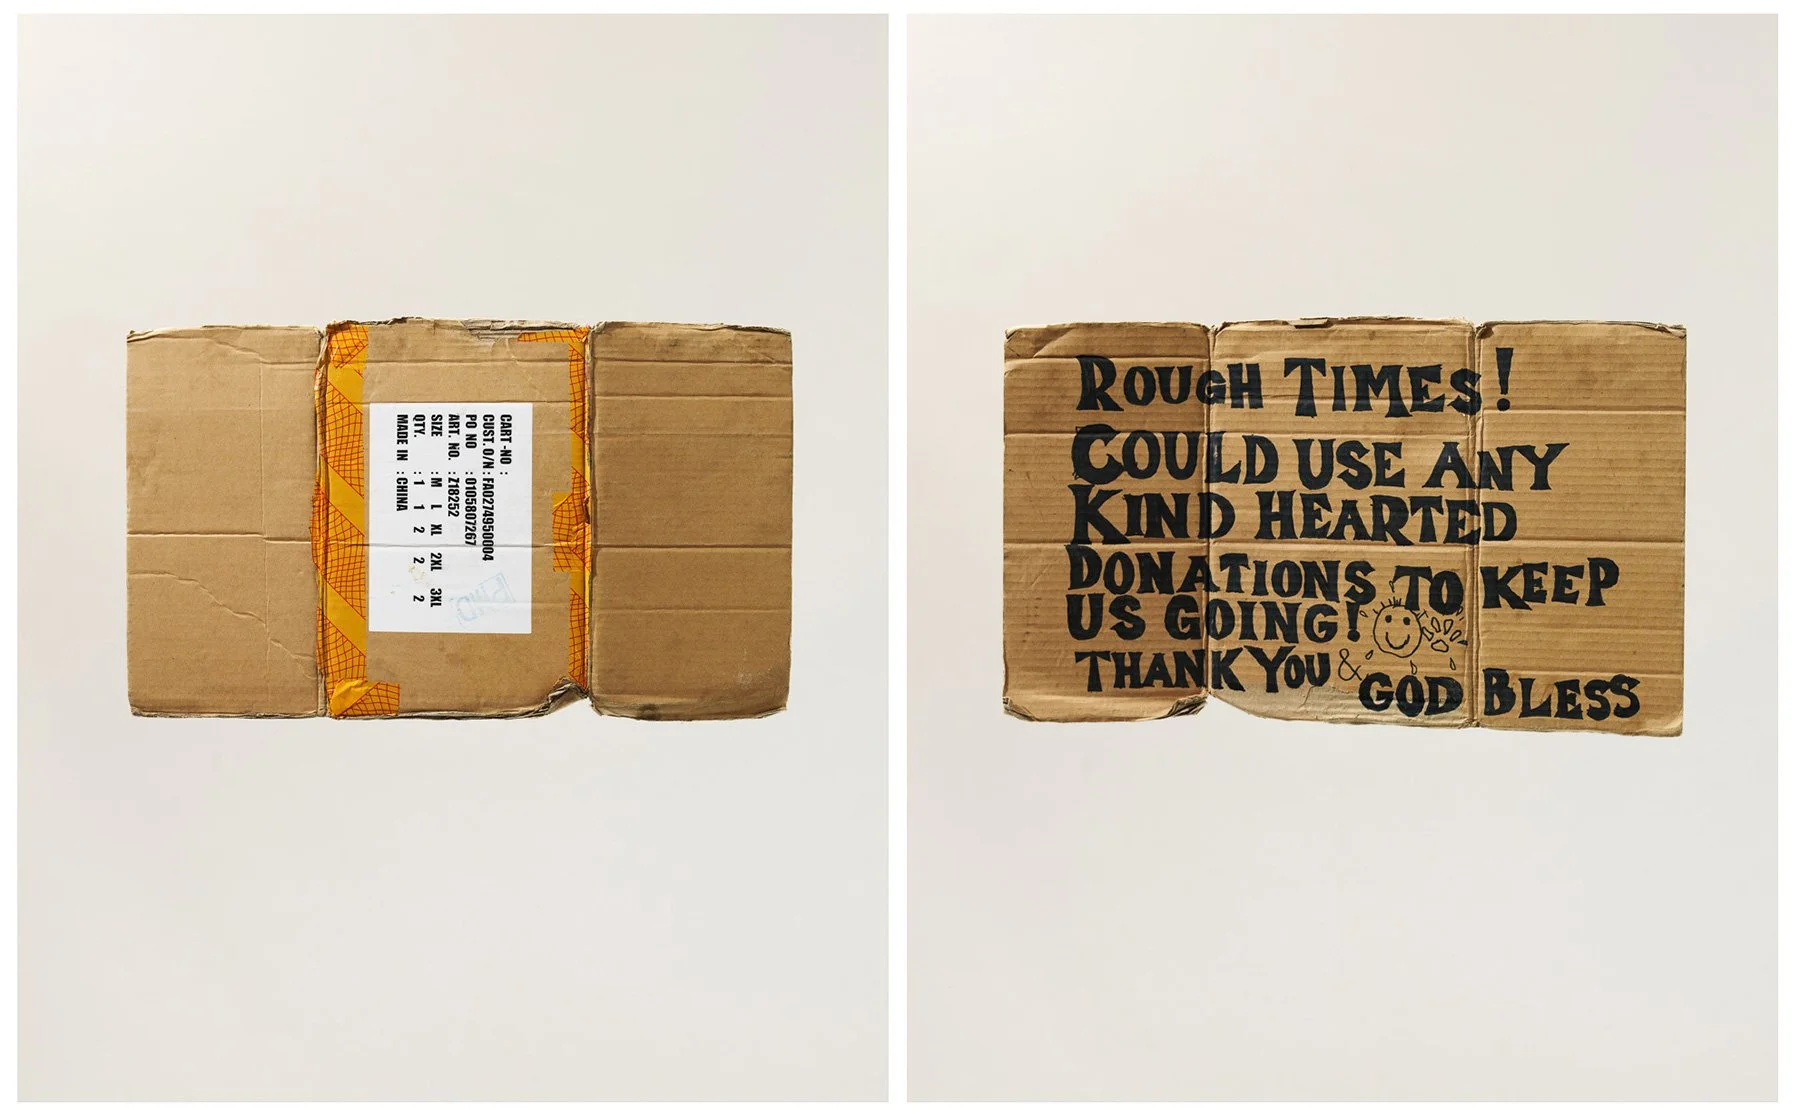 CART -NO :
CUST. O/N : FA0274950004
PO NO : 0105807267
ART. NO. : Z18252
SIZE : M L XL 2XL 3XL
QTY. : 1 1 2 2 2
MADE IN : CHINA
ROUGH TIMES!
COULD USE ANY
KIND HEARTED
DONATIONS TO KEEP
US GOING!
THANK YOU & GOD BLESS